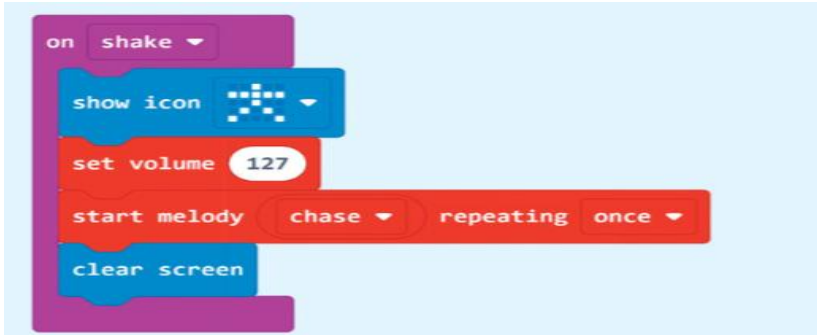 on shake
show icon
set volume 127
start melody chase repeating once
clear screen